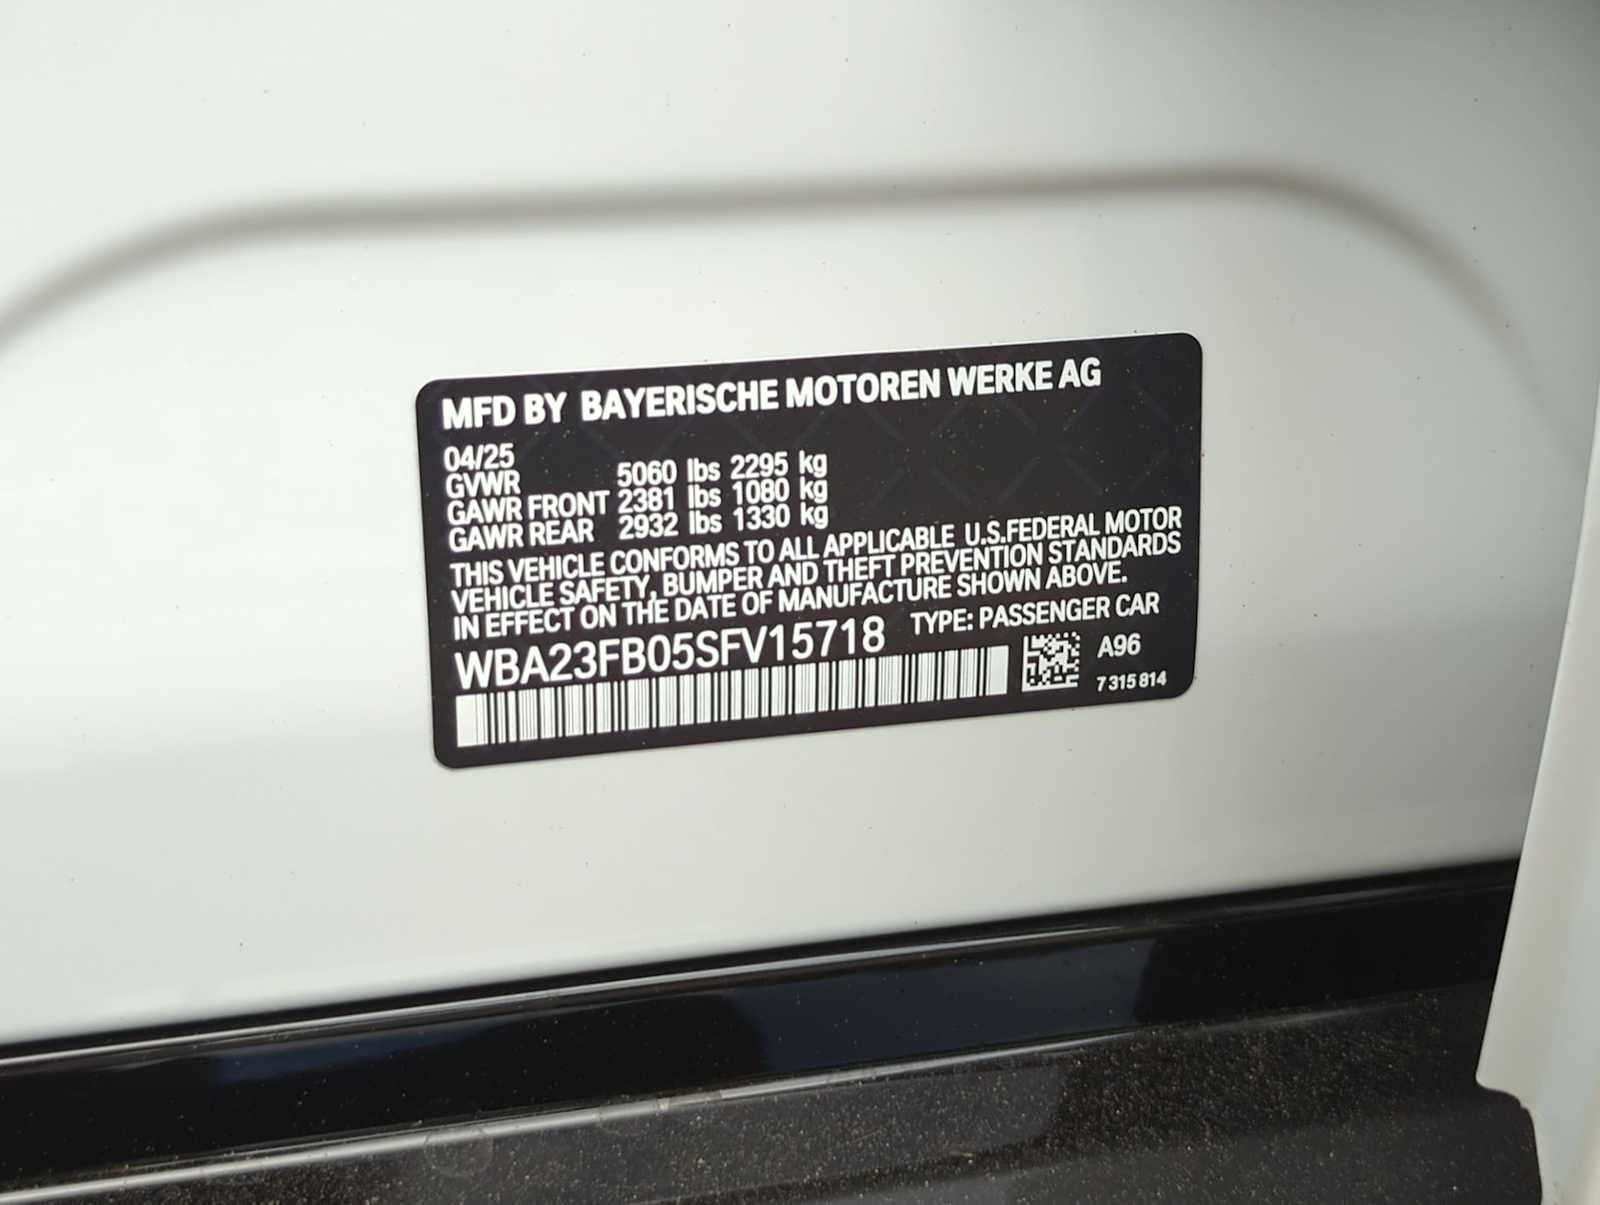 MFD BY BAYERISCHE MOTOREN WERKE AG
04/25
GVWR 5060 lbs 2295 kg
GAWR FRONT 2381 lbs 1080 kg
GAWR REAR 2932 lbs 1330 kg
THIS VEHICLE CONFORMS TO ALL APPLICABLE U.S.FEDERAL MOTOR
VEHICLE SAFETY, BUMPER AND THEFT PREVENTION STANDARDS
IN EFFECT ON THE DATE OF MANUFACTURE SHOWN ABOVE.
WBA23FB05SFV15718 TYPE: PASSENGER CAR
A96
7 315 814